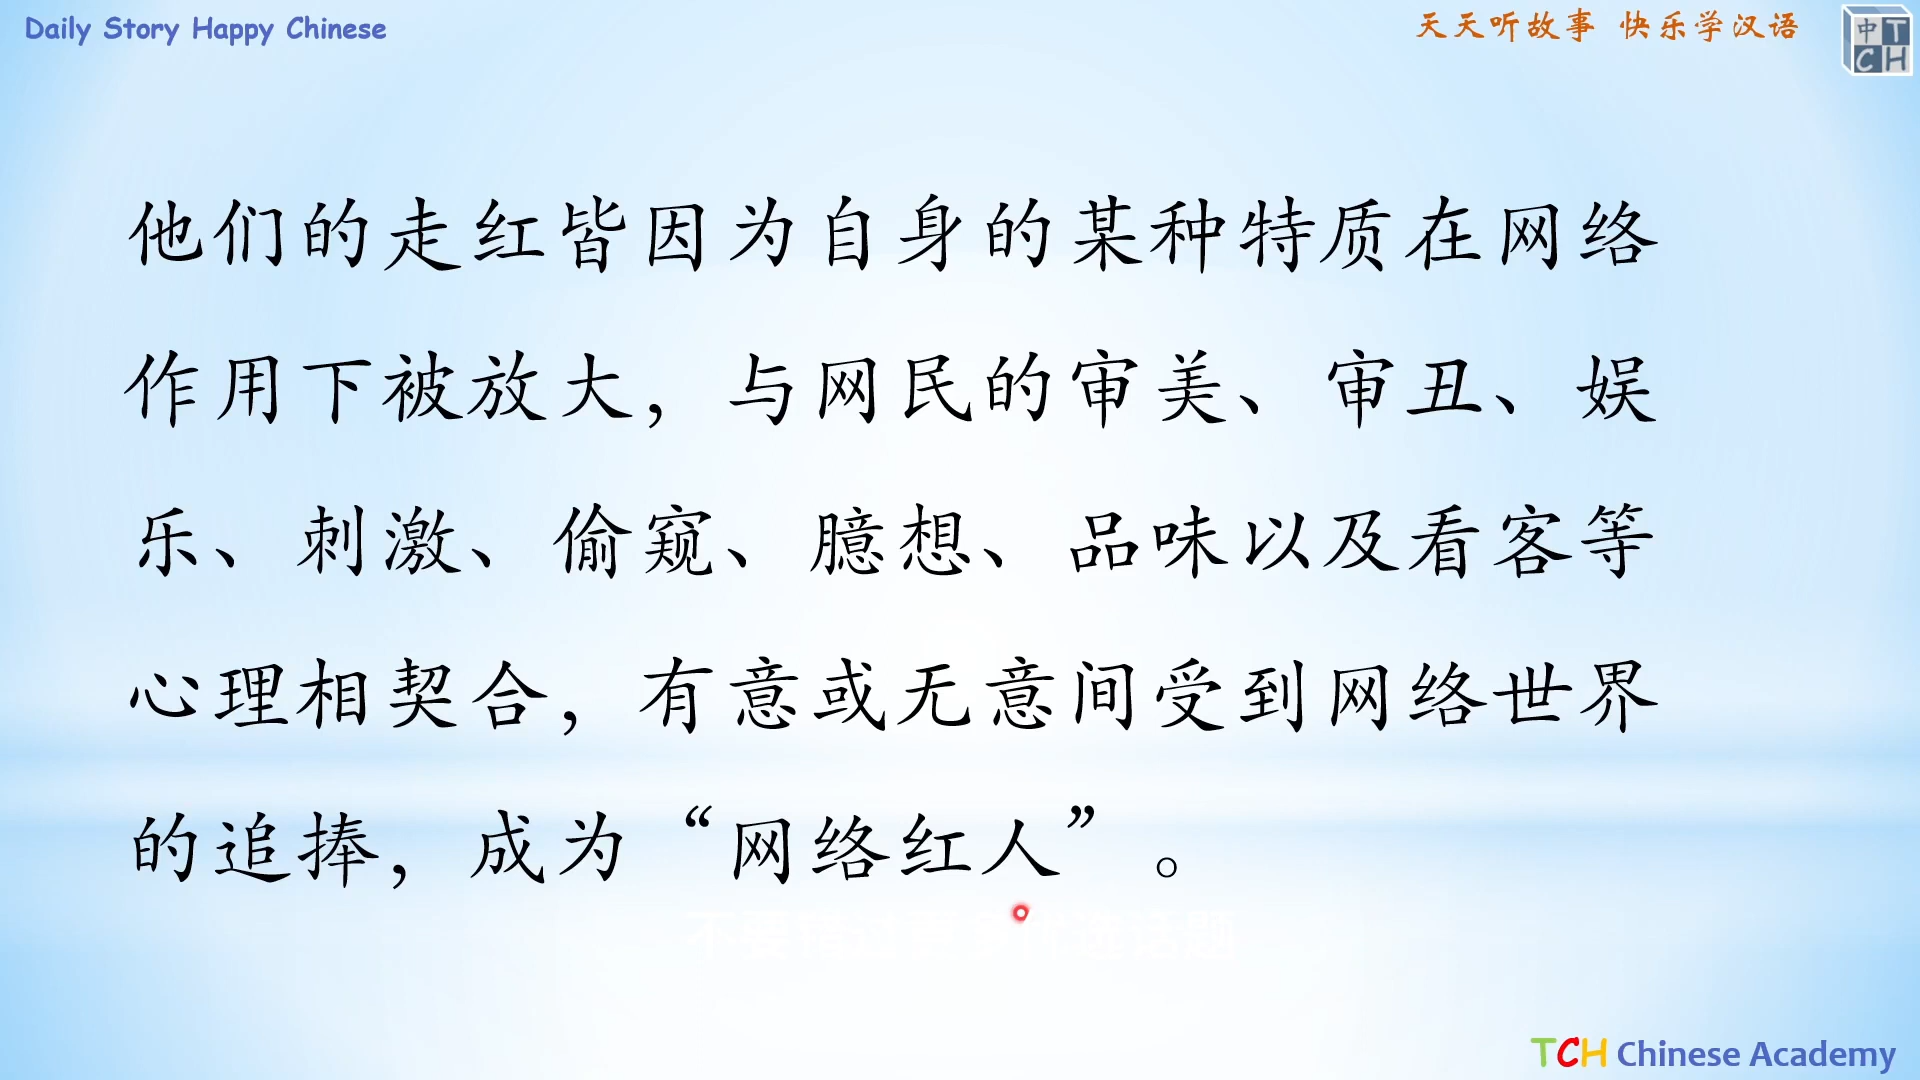 Daily Story Happy Chinese
天天听故事 快乐学汉语
中T
CH
他们的走红皆因为自身的某种特质在网络
作用下被放大，与网民的审美、审丑、娱
乐、刺激、偷窥、臆想、品味以及看客等
心理相契合，有意或无意间受到网络世界
的追捧，成为“网络红人”。
TCH Chinese Academy